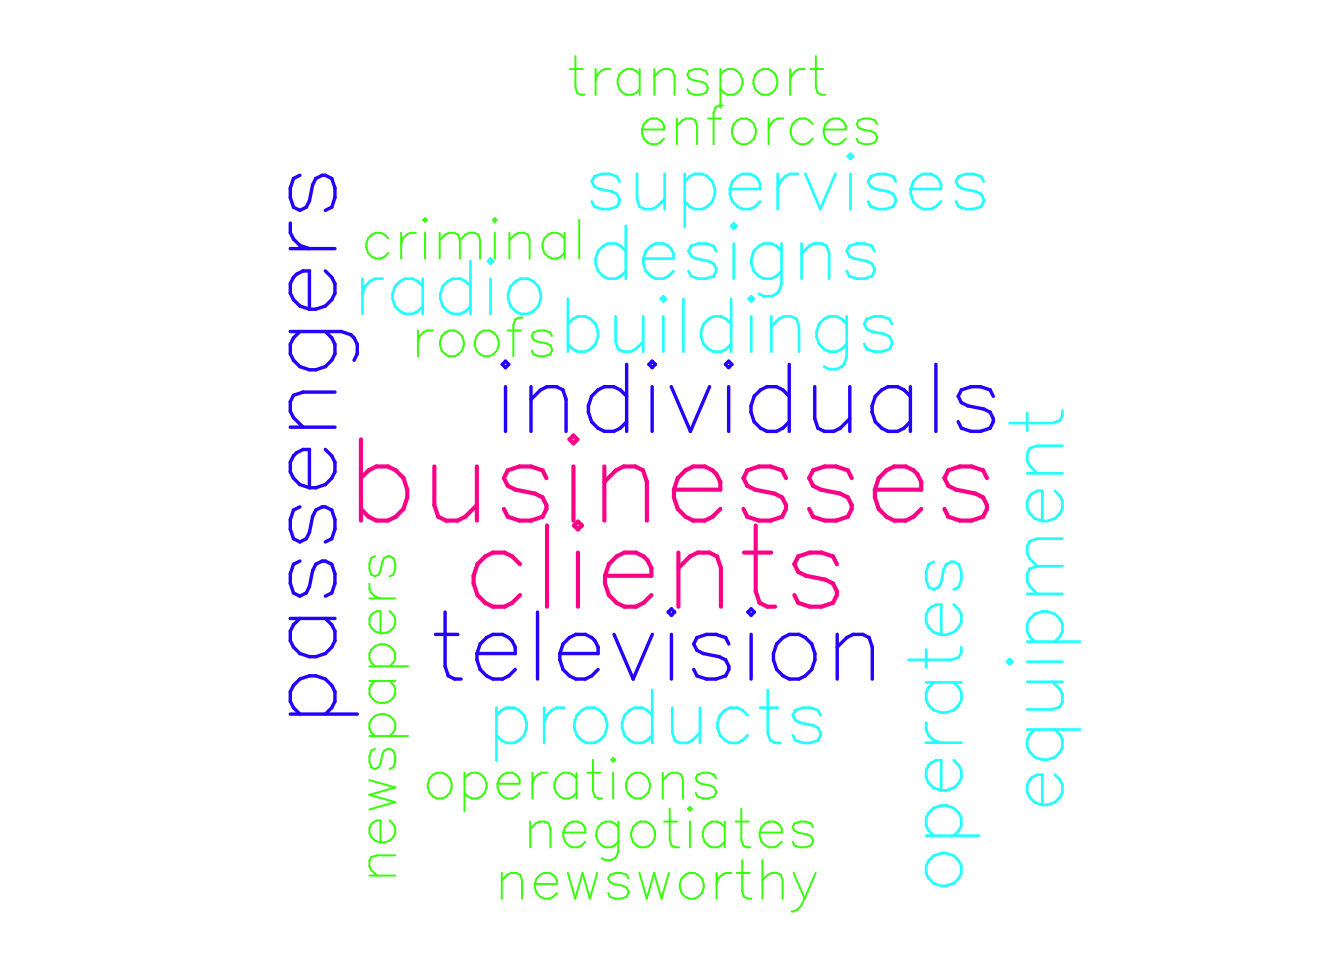 transport
enforces
supervises
passengers
criminal
designs
radio
buildings
roofs
individuals
equipment
businesses
clients
newspapers
operates
television
products
operations
negotiates
newsworthy